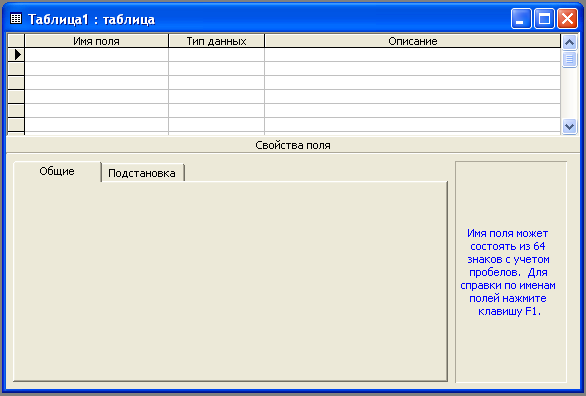 Таблица1 : таблица
Имя поля Тип данных Описание
Свойства поля
Общие Подстановка
Имя поля может
состоять из 64
знаков с учетом
пробелов. Для
справки по именам
полей нажмите
клавишу F1.